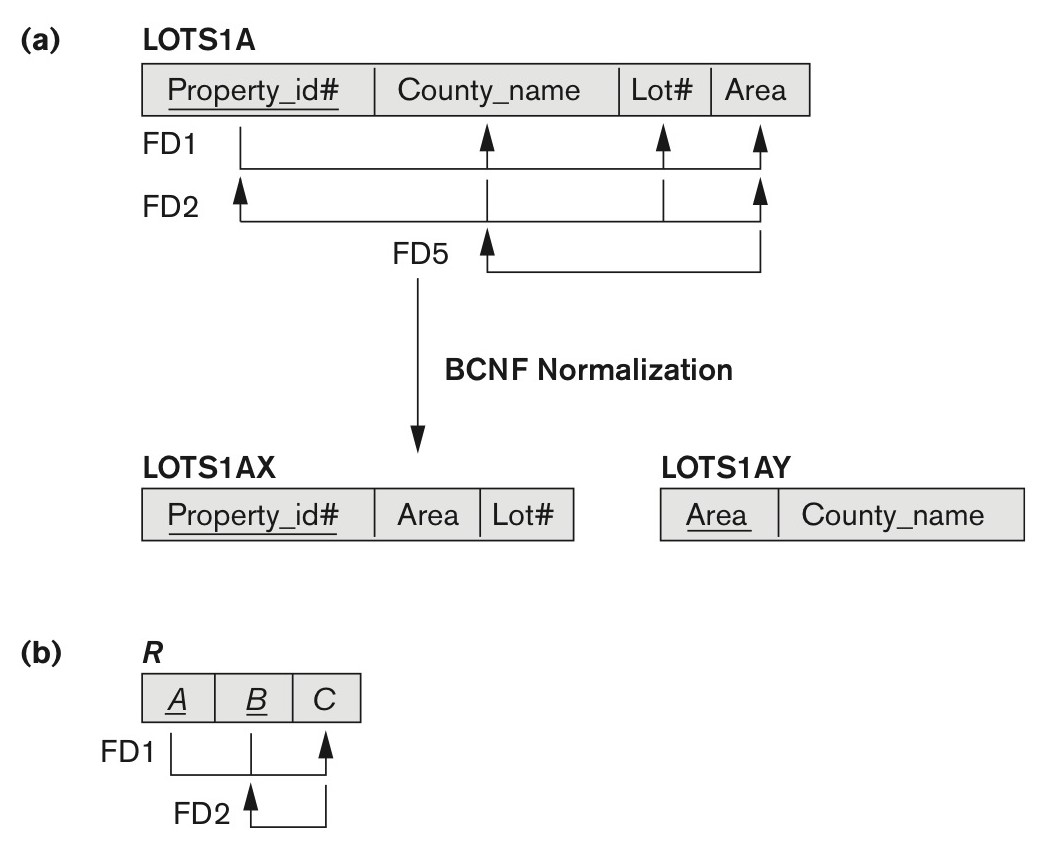 (a) LOTS1A
Property_id# County_name Lot# Area
FD1
FD2
FD5
BCNF Normalization
LOTS1AX LOTS1AY
Property_id# Area Lot# Area County_name
(b) R
A B C
FD1
FD2